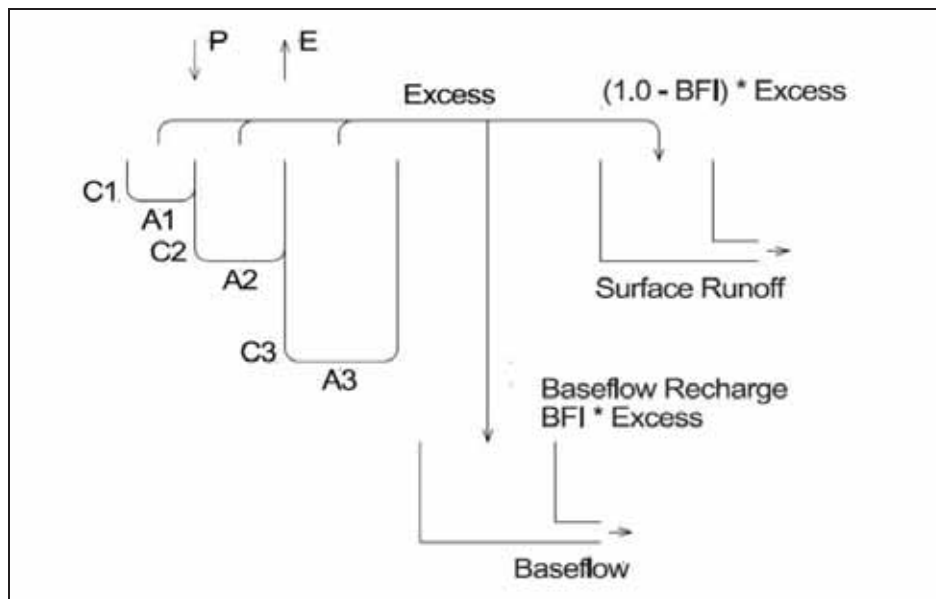 P
E
Excess
(1.0 - BFI) * Excess
C1
A1
C2
A2
Surface Runoff
C3
A3
Baseflow Recharge
BFI * Excess
Baseflow